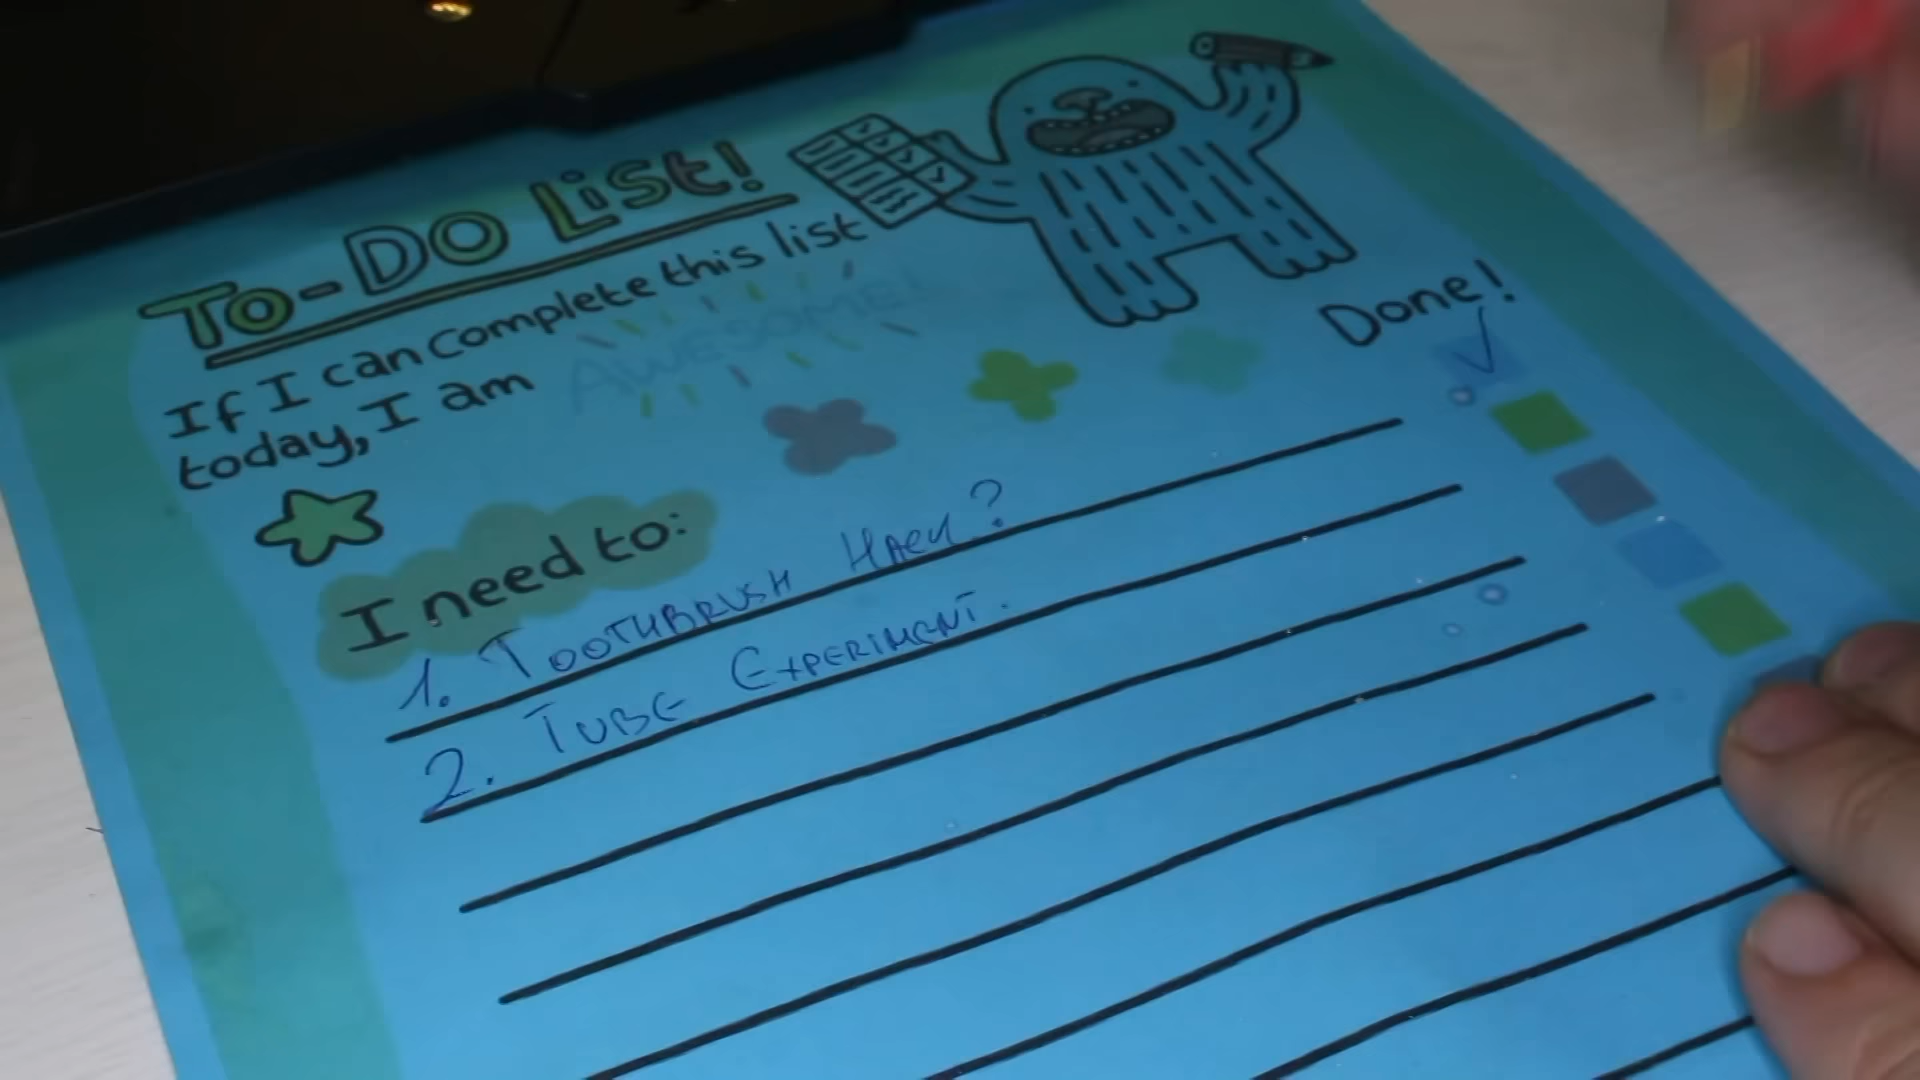 To-Do List!
If I can complete this list
today, I am AWESOME!
Done!
I need to:
1. TOOTHBRUSH HACK?
2. TUBE EXPERIMENT.